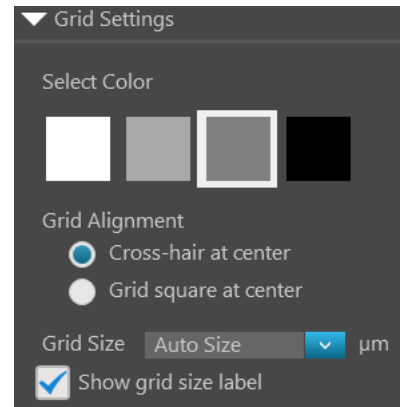 Grid Settings
Select Color
Grid Alignment
Cross-hair at center
Grid square at center
Grid Size Auto Size µm
Show grid size label